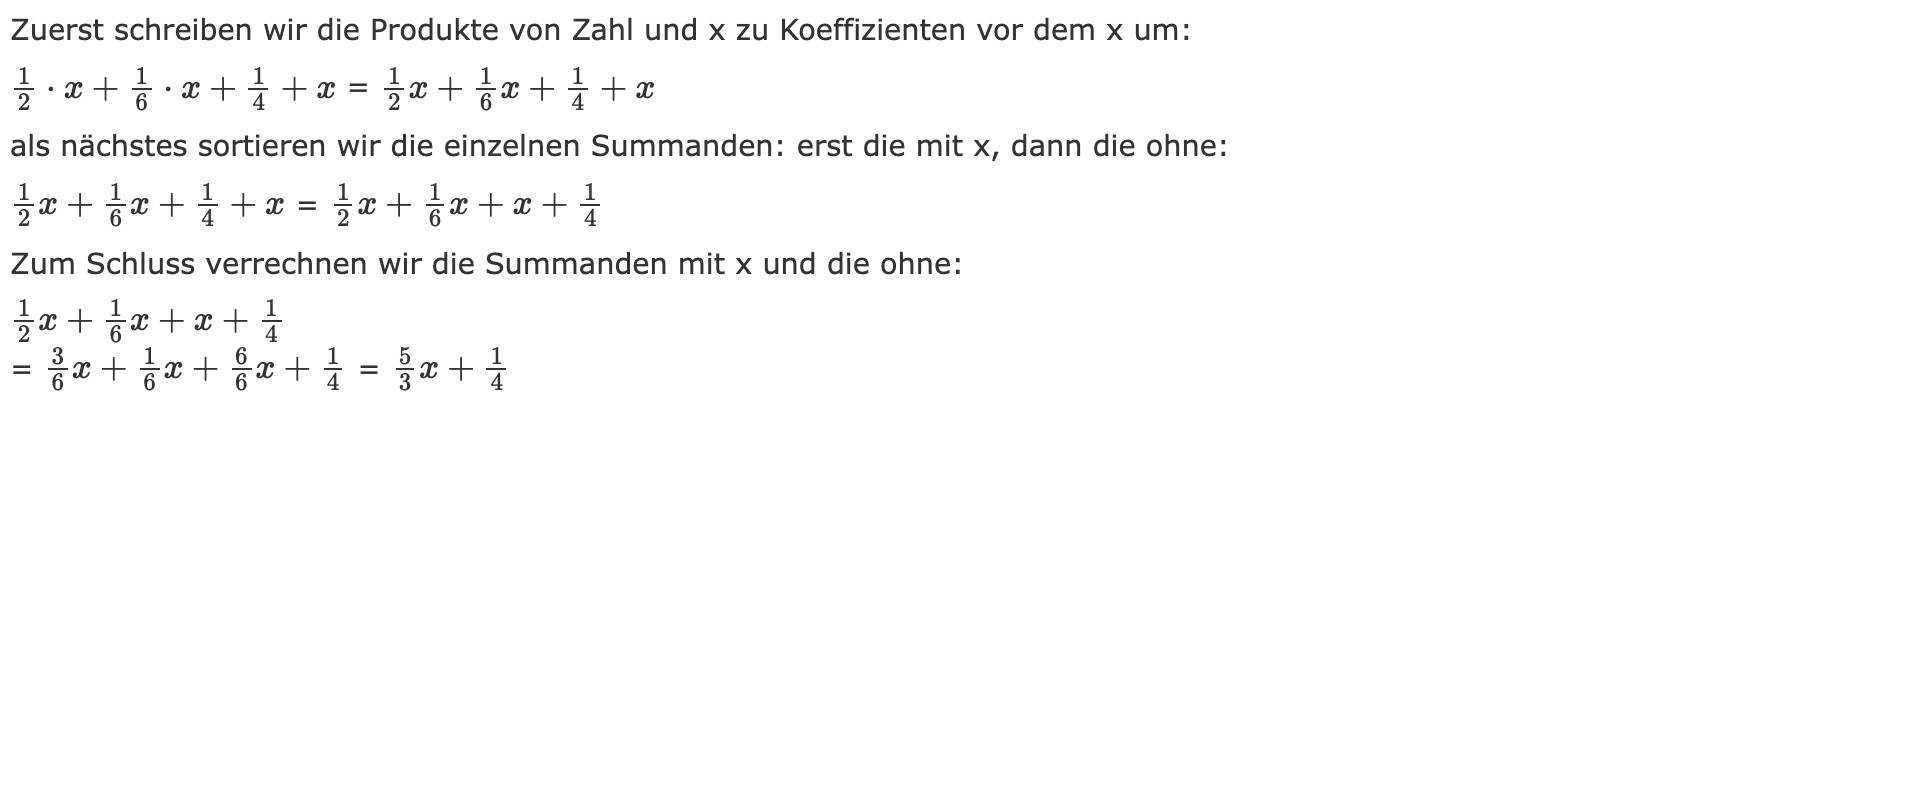 Zuerst schreiben wir die Produkte von Zahl und x zu Koeffizienten vor dem x um:
$\frac{1}{2} \cdot x + \frac{1}{6} \cdot x + \frac{1}{4} + x = \frac{1}{2}x + \frac{1}{6}x + \frac{1}{4} + x$
als nächstes sortieren wir die einzelnen Summanden: erst die mit x, dann die ohne:
$\frac{1}{2}x + \frac{1}{6}x + \frac{1}{4} + x = \frac{1}{2}x + \frac{1}{6}x + x + \frac{1}{4}$
Zum Schluss verrechnen wir die Summanden mit x und die ohne:
$\frac{1}{2}x + \frac{1}{6}x + x + \frac{1}{4}$
$= \frac{3}{6}x + \frac{1}{6}x + \frac{6}{6}x + \frac{1}{4} = \frac{5}{3}x + \frac{1}{4}$